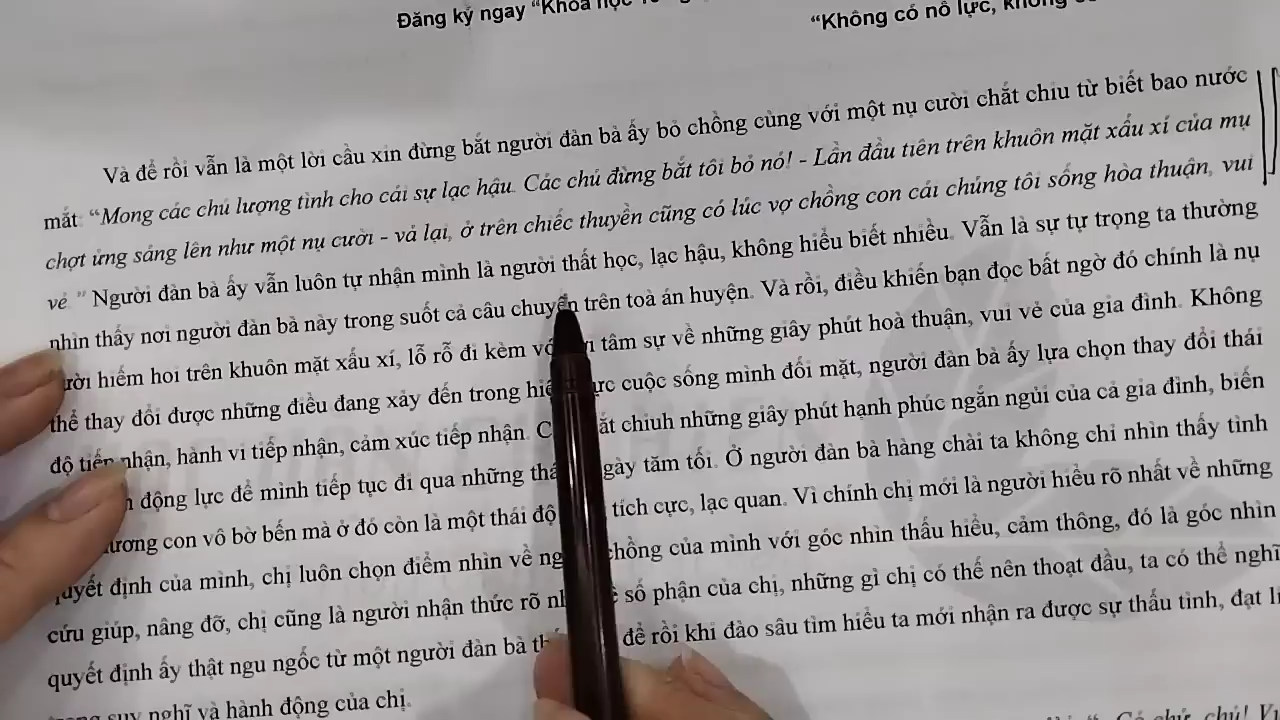 Đăng ký ngay “Khóa học
“Không có nỗ lực, không
Và để rồi vẫn là một lời cầu xin đừng bắt người đàn bà ấy bỏ chồng cùng với một nụ cười chắt chiu từ biết bao nước
mắt: “Mong các chú lượng tình cho cái sự lạc hậu. Các chú đừng bắt tôi bỏ nó! - Lần đầu tiên trên khuôn mặt xấu xí của mụ
chợt ửng sáng lên như một nụ cười - vả lại, ở trên chiếc thuyền cũng có lúc vợ chồng con cái chúng tôi sống hòa thuận, vui
vẻ.” Người đàn bà ấy vẫn luôn tự nhận mình là người thất học, lạc hậu, không hiểu biết nhiều. Vẫn là sự tự trọng ta thường
nhìn thấy nơi người đàn bà này trong suốt cả câu chuyện trên toà án huyện. Và rồi, điều khiến bạn đọc bất ngờ đó chính là nụ
hiếm hoi trên khuôn mặt xấu xí, lỗ rỗ đi kèm tâm sự về những giây phút hoà thuận, vui vẻ của gia đình. Không
thể thay đổi được những điều đang xảy đến trong cuộc sống mình đối mặt, người đàn bà ấy lựa chọn thay đổi thái
độ tiếp nhận, hành vi tiếp nhận, cảm xúc tiếp nhận. chiuh những giây phút hạnh phúc ngắn ngủi của cả gia đình, biến
động lực để mình tiếp tục đi qua những tăm tối. Ở người đàn bà hàng chài ta không chỉ nhìn thấy tình
con vô bờ bến mà ở đó còn là một thái độ tích cực, lạc quan. Vì chính chị mới là người hiểu rõ nhất về những
định của mình, chị luôn chọn điểm nhìn về chồng của mình với góc nhìn thấu hiểu, cảm thông, đó là góc nhìn
cứu giúp, nâng đỡ, chị cũng là người nhận thức rõ số phận của chị, những gì chị có thể nên thoạt đầu, ta có thể nghĩ
quyết định ấy thật ngu ngốc từ một người đàn bà để rồi khi đào sâu tìm hiểu ta mới nhận ra được sự thấu tình, đạt
suy nghĩ và hành động của chị.
chú!